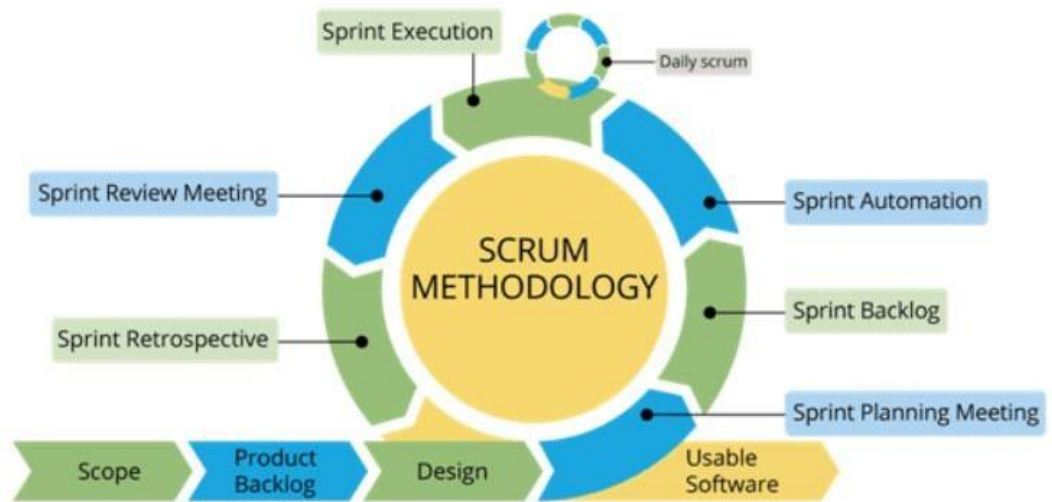 Sprint Execution
Daily scrum
Sprint Review Meeting
Sprint Automation
SCRUM
METHODOLOGY
Sprint Backlog
Sprint Retrospective
Sprint Planning Meeting
Scope
Product
Backlog
Design
Usable
Software